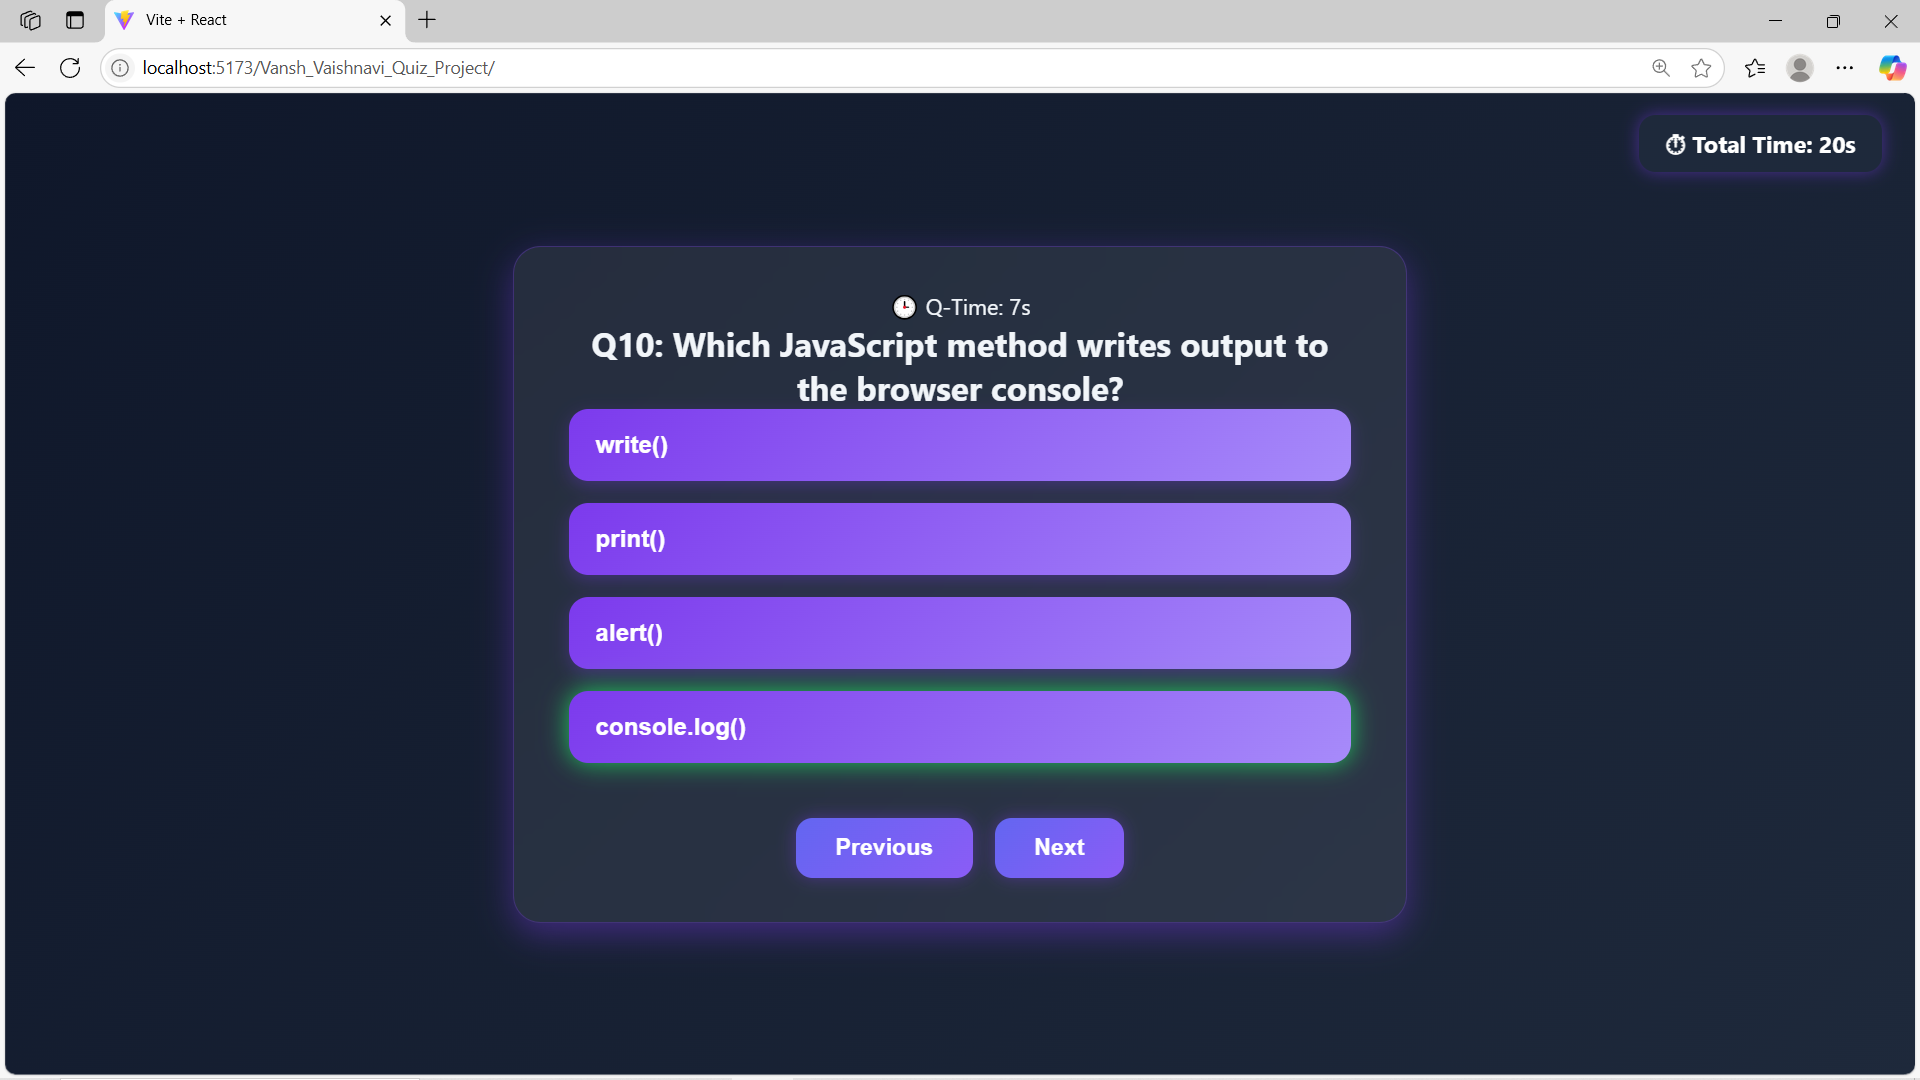 Vite + React
localhost:5173/Vansh_Vaishnavi_Quiz_Project/
⏱ Total Time: 20s
🕒 Q-Time: 7s
Q10: Which JavaScript method writes output to
the browser console?
write()
print()
alert()
console.log()
Previous
Next